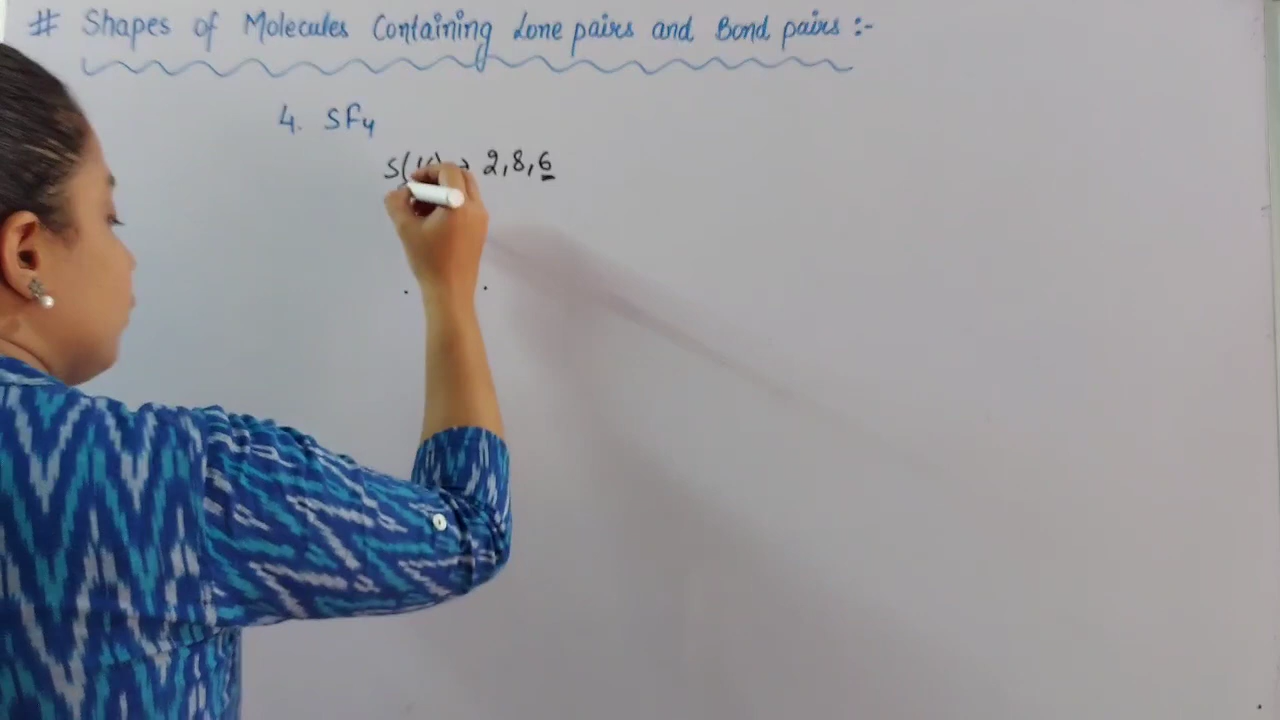 # Shapes of Molecules Containing Lone pairs and Bond pairs :-
4. SF₄
S( → 2,8,6